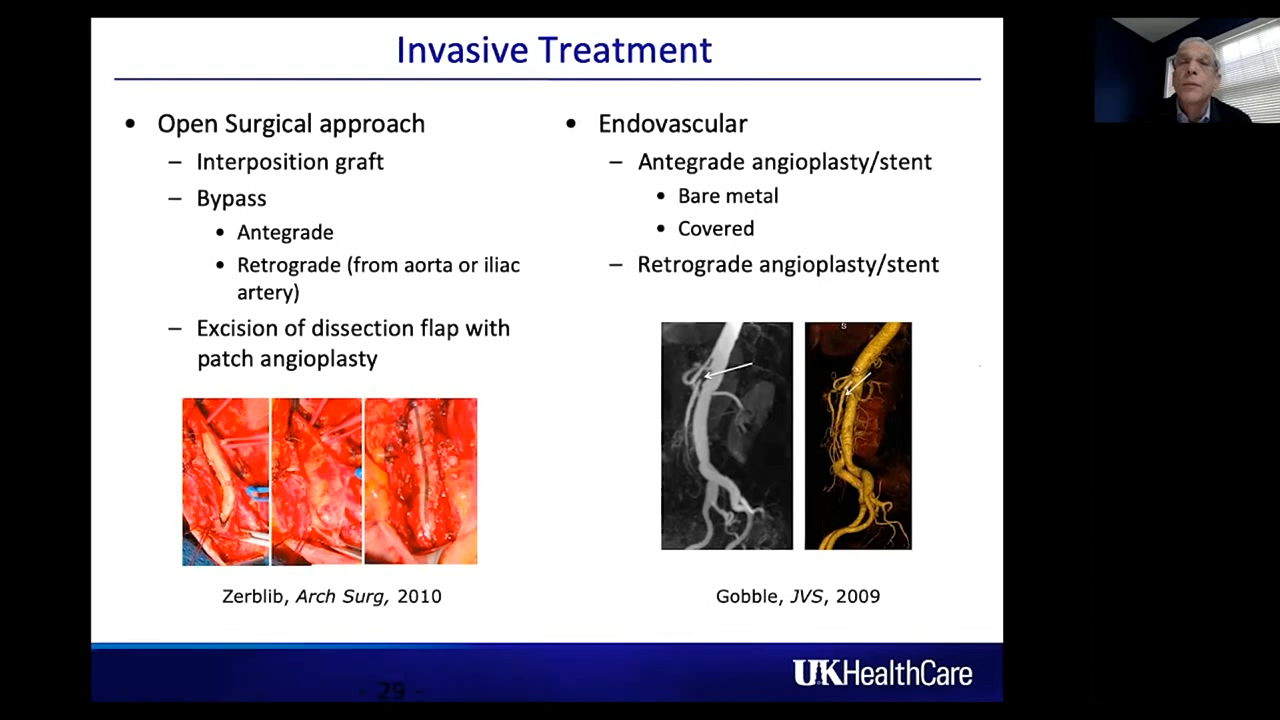 Invasive Treatment
• Open Surgical approach
– Interposition graft
– Bypass
• Antegrade
• Retrograde (from aorta or iliac
artery)
– Excision of dissection flap with
patch angioplasty
Zerblib, Arch Surg, 2010
• Endovascular
– Antegrade angioplasty/stent
• Bare metal
• Covered
– Retrograde angioplasty/stent
S
Gobble, JVS, 2009
- 29 -
UKHealthCare